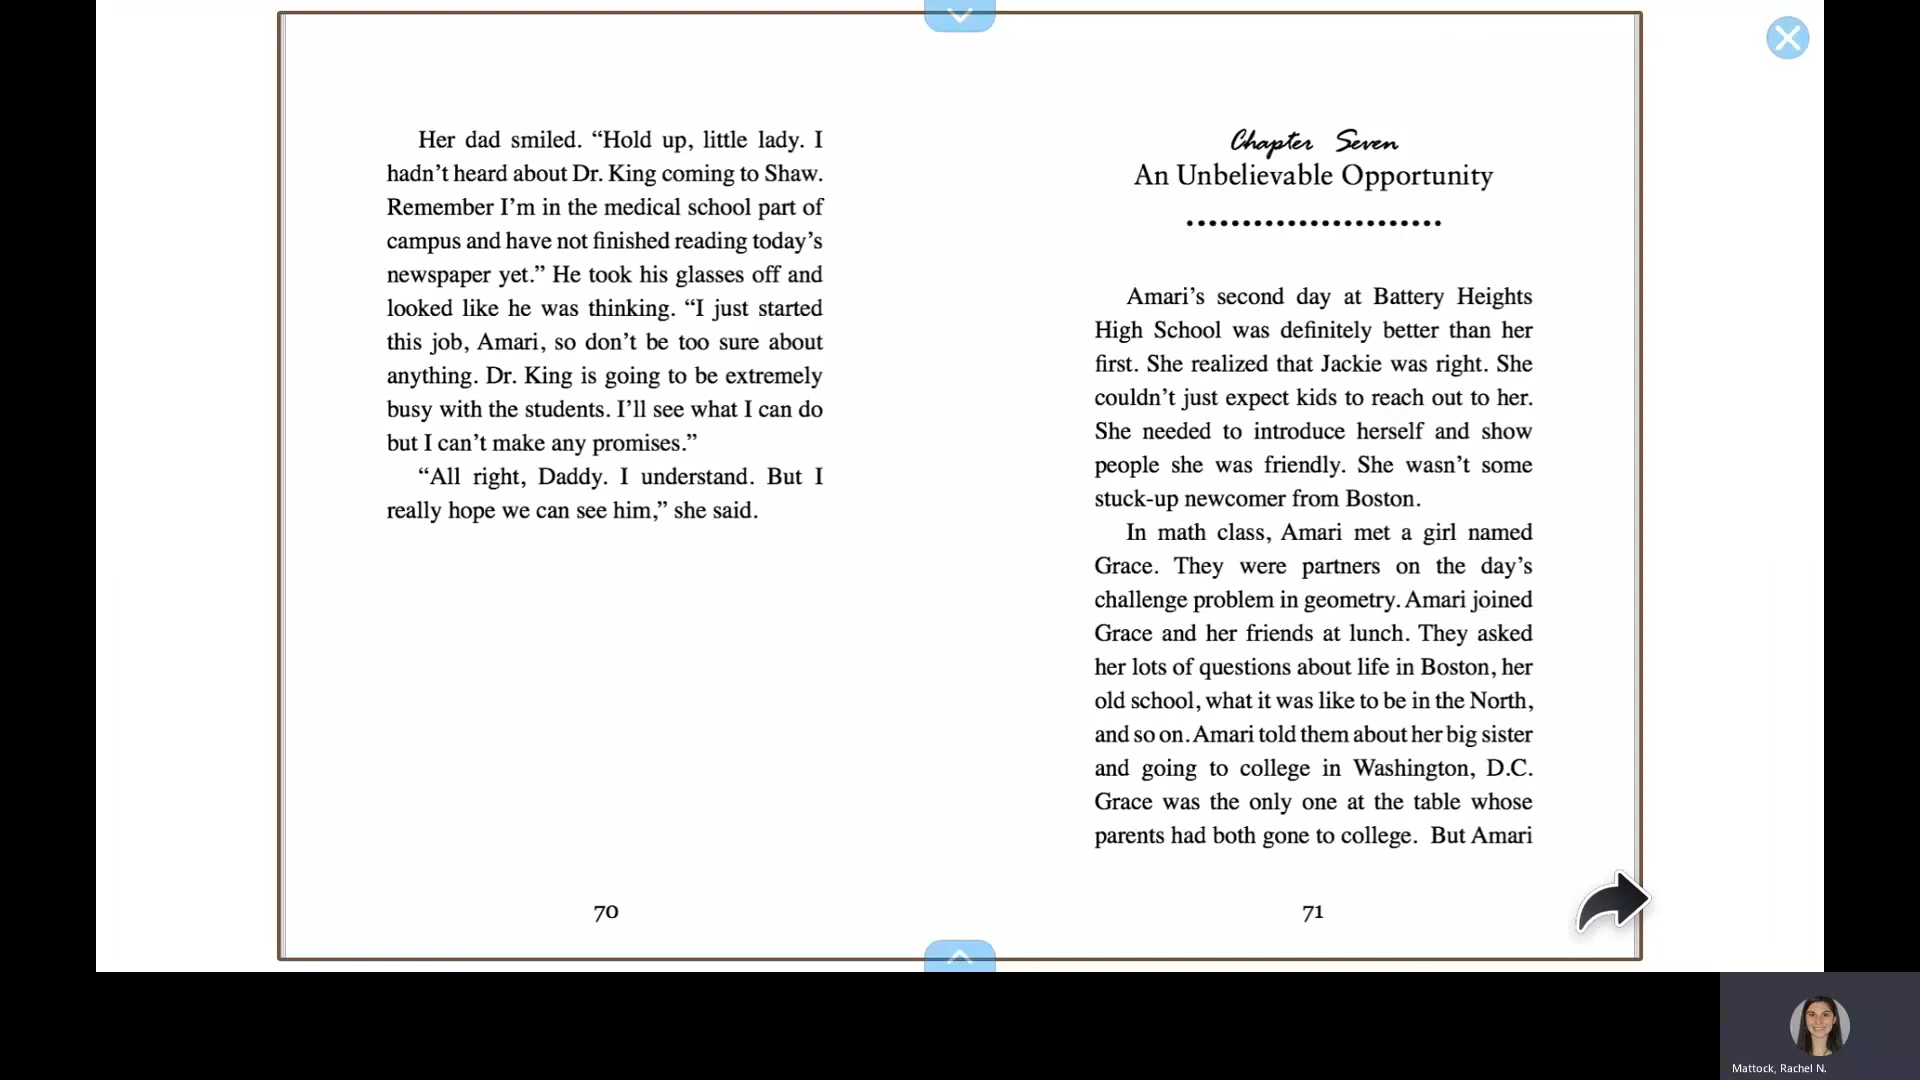 Her dad smiled. “Hold up, little lady. I
hadn’t heard about Dr. King coming to Shaw.
Remember I’m in the medical school part of
campus and have not finished reading today’s
newspaper yet.” He took his glasses off and
looked like he was thinking. “I just started
this job, Amari, so don’t be too sure about
anything. Dr. King is going to be extremely
busy with the students. I’ll see what I can do
but I can’t make any promises.”
“All right, Daddy. I understand. But I
really hope we can see him,” she said.
70
Chapter Seven
An Unbelievable Opportunity
Amari’s second day at Battery Heights
High School was definitely better than her
first. She realized that Jackie was right. She
couldn’t just expect kids to reach out to her.
She needed to introduce herself and show
people she was friendly. She wasn’t some
stuck-up newcomer from Boston.
In math class, Amari met a girl named
Grace. They were partners on the day’s
challenge problem in geometry. Amari joined
Grace and her friends at lunch. They asked
her lots of questions about life in Boston, her
old school, what it was like to be in the North,
and so on. Amari told them about her big sister
and going to college in Washington, D.C.
Grace was the only one at the table whose
parents had both gone to college. But Amari
71
Mattock, Rachel N.